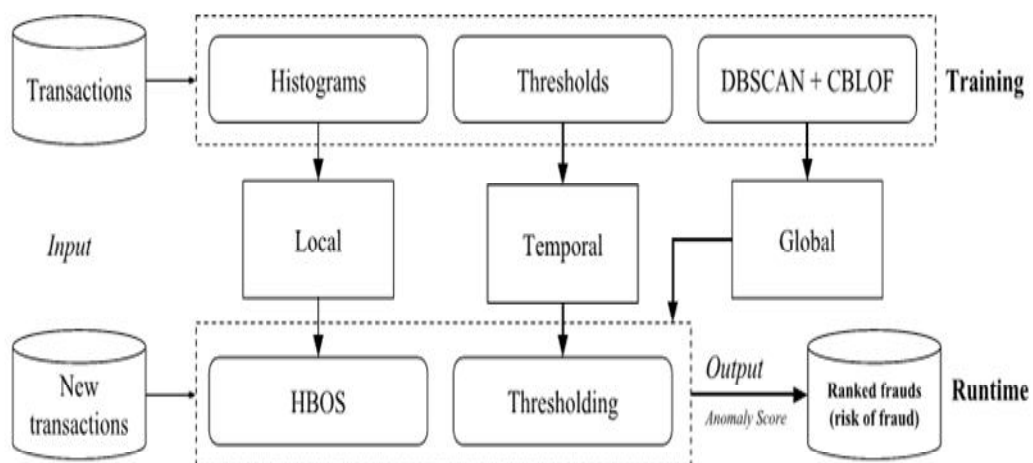 Transactions
Histograms
Thresholds
DBSCAN + CBLOF
Training
Input
Local
Temporal
Global
New
transactions
HBOS
Thresholding
Output
Anomaly Score
Ranked frauds
(risk of fraud)
Runtime